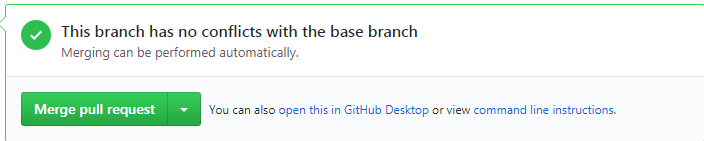 This branch has no conflicts with the base branch
Merging can be performed automatically.
Merge pull request You can also open this in GitHub Desktop or view command line instructions.